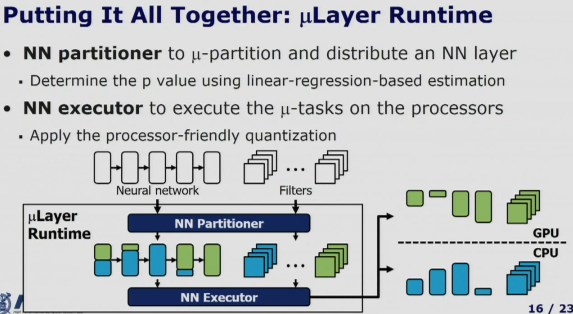 Putting It All Together: μLayer Runtime
• NN partitioner to μ-partition and distribute an NN layer
▪ Determine the p value using linear-regression-based estimation
• NN executor to execute the μ-tasks on the processors
▪ Apply the processor-friendly quantization
...
Neural network
Filters
μLayer
Runtime
NN Partitioner
...
NN Executor
GPU
CPU
16 / 23